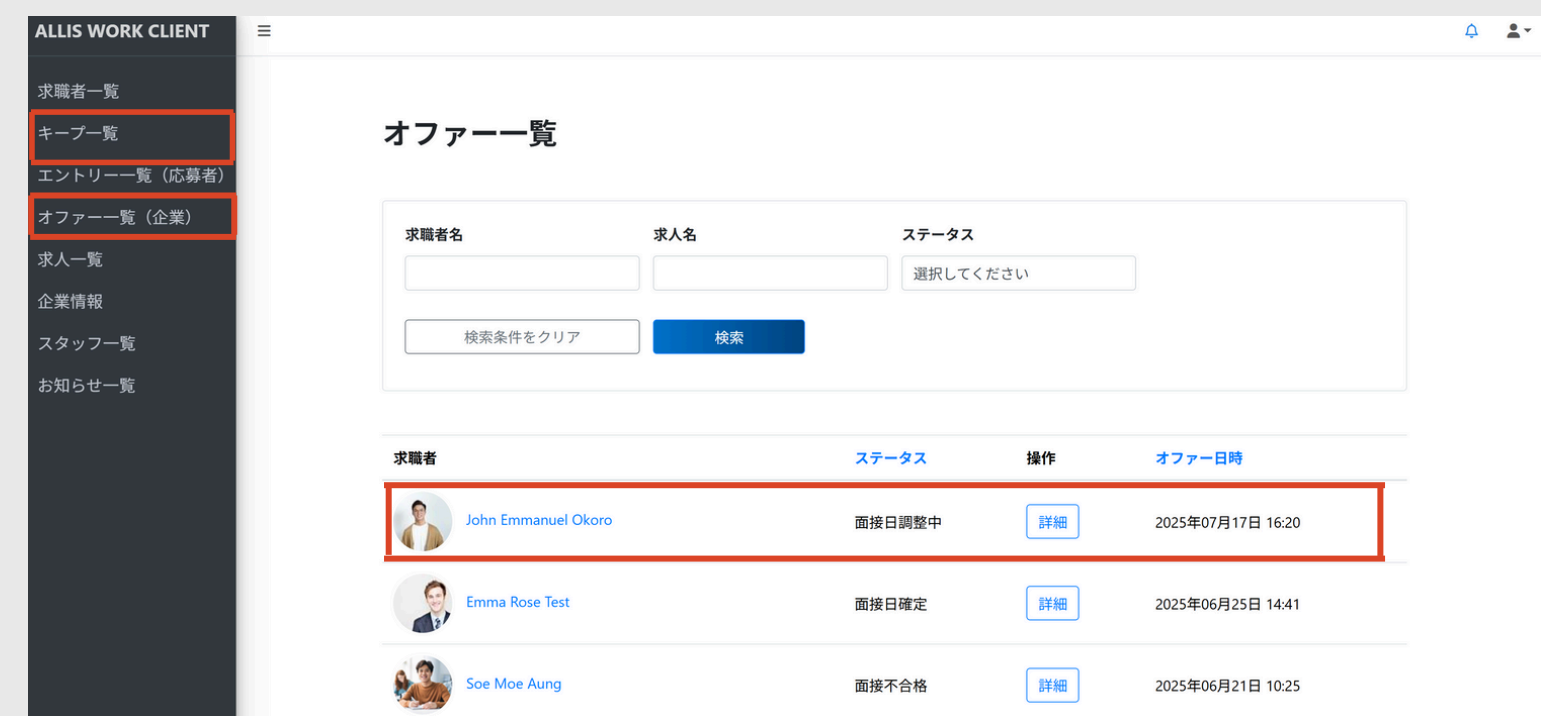 ALLIS WORK CLIENT
求職者一覧
キープ一覧
エントリー一覧（応募者）
オファー一覧（企業）
求人一覧
企業情報
スタッフ一覧
お知らせ一覧
オファー一覧
求職者名 求人名 ステータス
選択してください
検索条件をクリア 検索
求職者 ステータス 操作 オファー日時
John Emmanuel Okoro 面接日調整中 詳細 2025年07月17日 16:20
Emma Rose Test 面接日確定 詳細 2025年06月25日 14:41
Soe Moe Aung 面接不合格 詳細 2025年06月21日 10:25